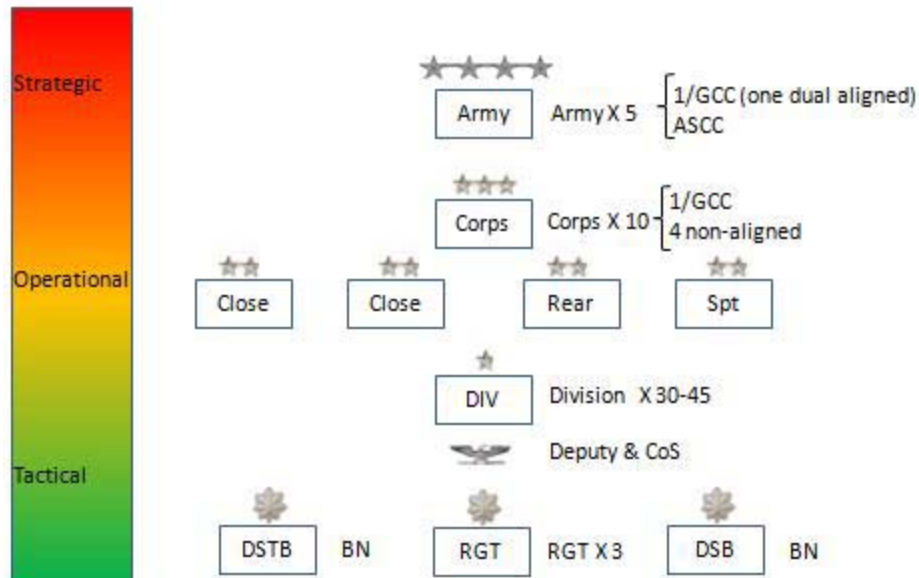 Strategic
Army
Army X 5
1/GCC (one dual aligned)
ASCC
Corps
Corps X 10
1/GCC
4 non-aligned
Operational
Close
Close
Rear
Spt
DIV
Division X 30-45
Deputy & CoS
Tactical
DSTB
BN
RGT
RGT X 3
DSB
BN